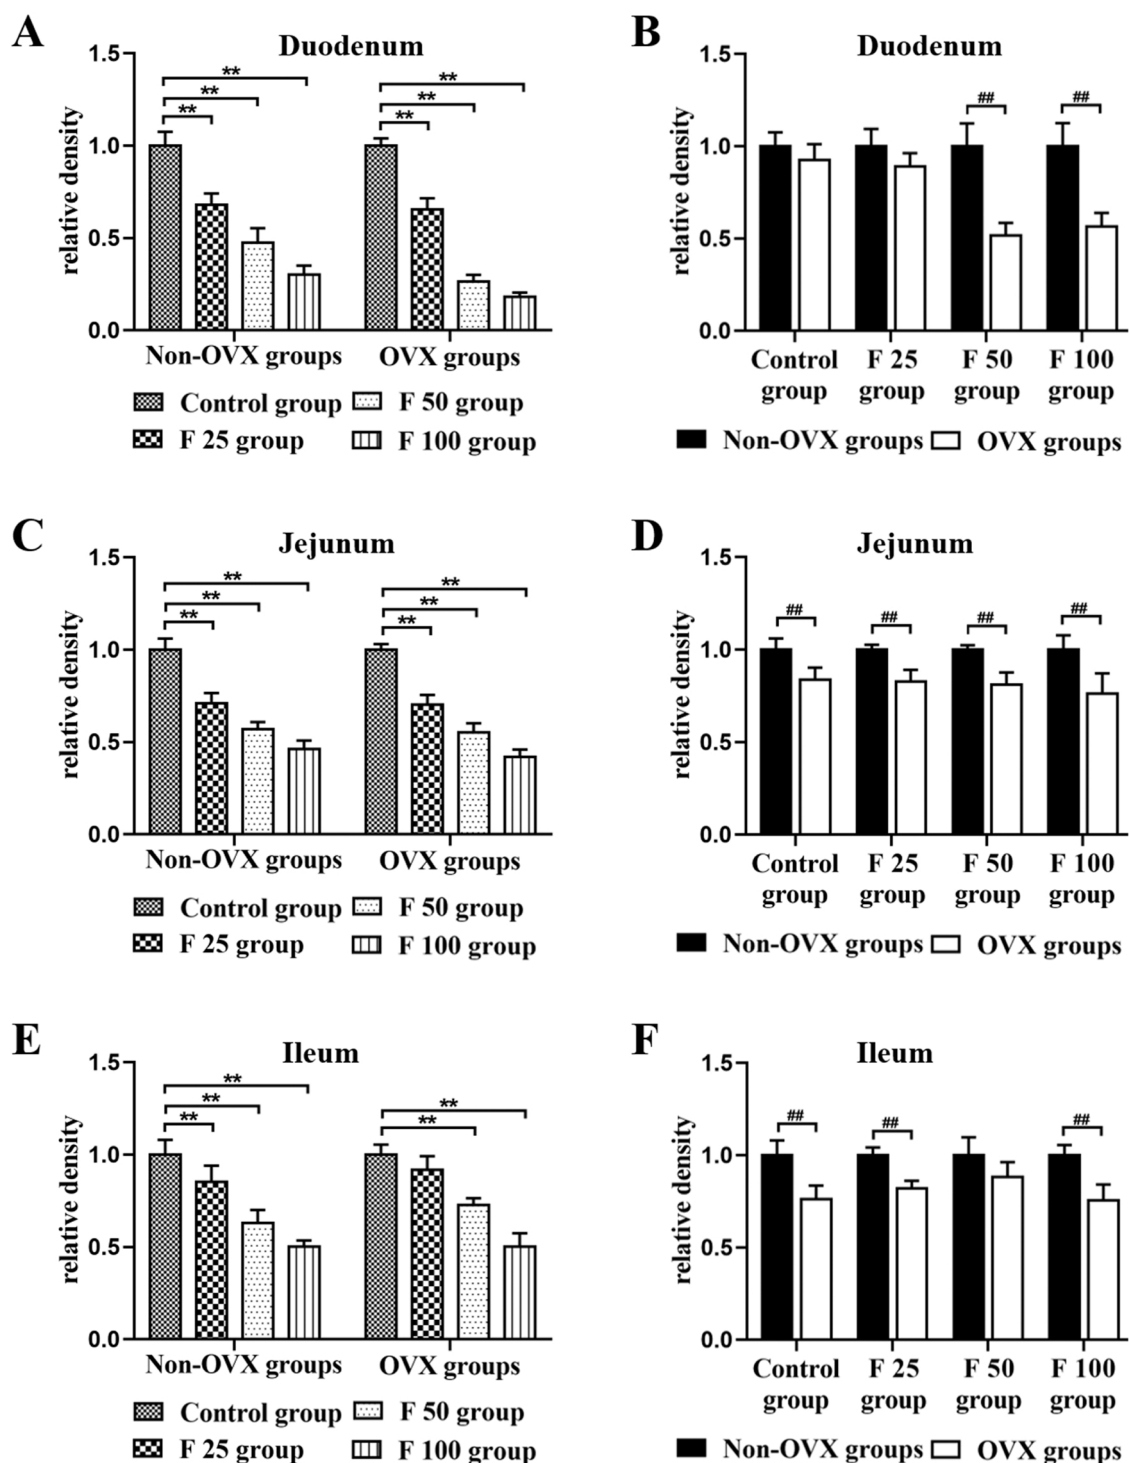 A
Duodenum
relative density
1.5
1.0
0.5
0.0
**
**
**
**
**
**
Non-OVX groups OVX groups
Control group F 50 group
F 25 group F 100 group
B
Duodenum
relative density
1.5
1.0
0.5
0.0
##
##
Control group
F 25 group
F 50 group
F 100 group
Non-OVX groups OVX groups
C
Jejunum
relative density
1.5
1.0
0.5
0.0
**
**
**
**
**
**
Non-OVX groups OVX groups
Control group F 50 group
F 25 group F 100 group
D
Jejunum
relative density
1.5
1.0
0.5
0.0
##
##
##
##
Control group
F 25 group
F 50 group
F 100 group
Non-OVX groups OVX groups
E
Ileum
relative density
1.5
1.0
0.5
0.0
**
**
**
**
**
Non-OVX groups OVX groups
Control group F 50 group
F 25 group F 100 group
F
Ileum
relative density
1.5
1.0
0.5
0.0
##
##
##
Control group
F 25 group
F 50 group
F 100 group
Non-OVX groups OVX groups